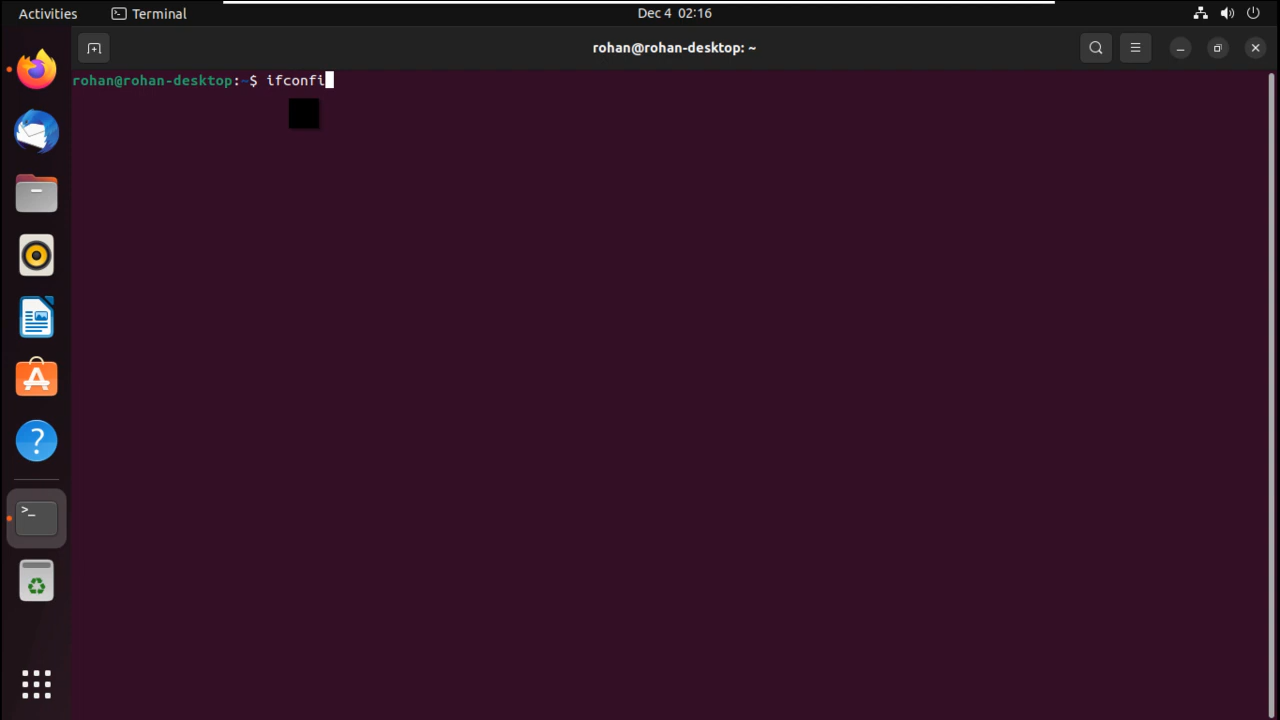 Activities Terminal Dec 4 02:16
rohan@rohan-desktop: ~
rohan@rohan-desktop:~$ ifconfi